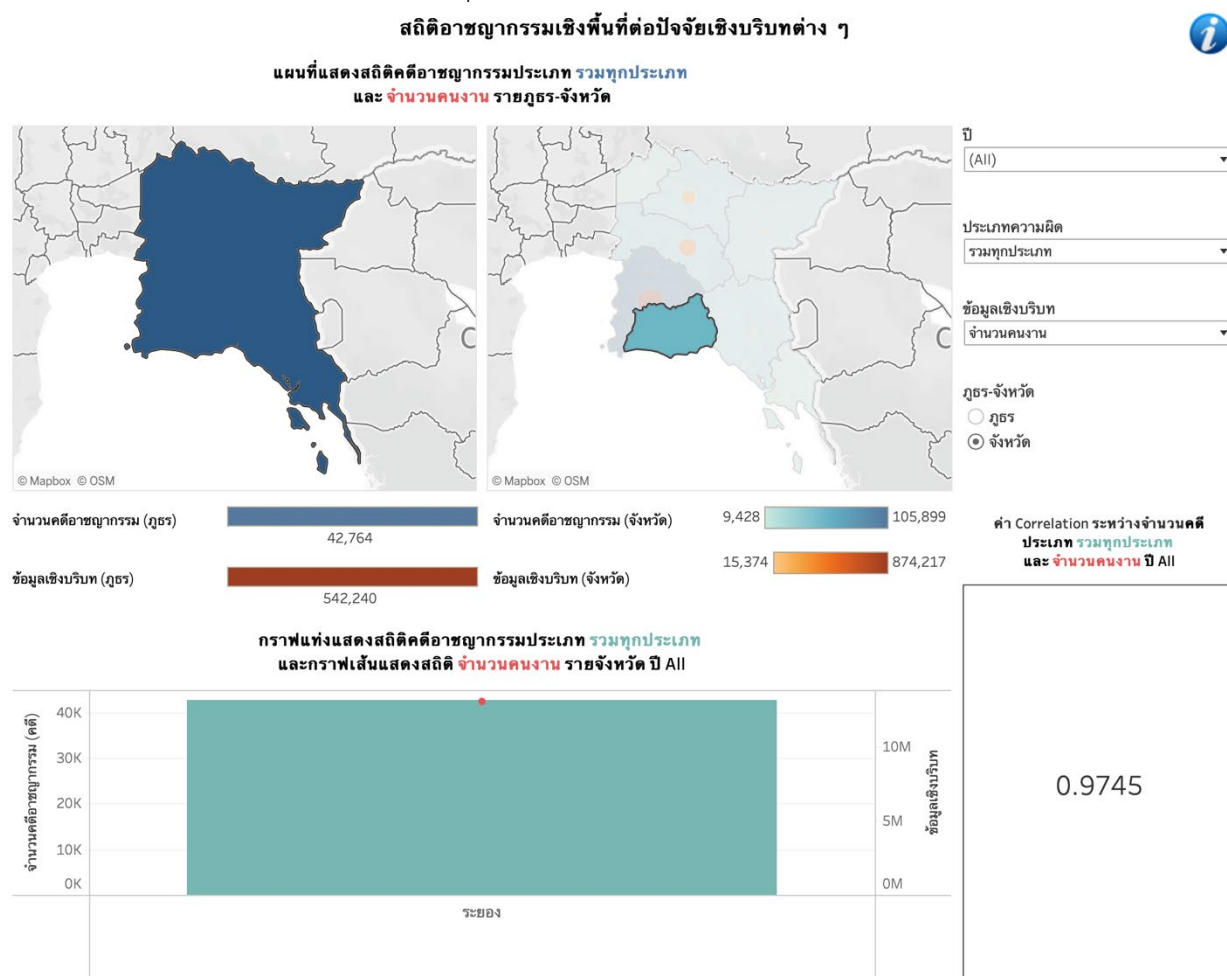 สถิติอาชญากรรมเชิงพื้นที่ต่อปัจจัยเชิงบริบทต่าง ๆ
i
แผนที่แสดงสถิติคดีอาชญากรรมประเภท รวมทุกประเภท
และ จำนวนคนงาน รายภูธร-จังหวัด
© Mapbox © OSM
C
© Mapbox © OSM
C
ปี
(All)
ประเภทความผิด
รวมทุกประเภท
ข้อมูลเชิงบริบท
จำนวนคนงาน
ภูธร-จังหวัด
ภูธร
จังหวัด
จำนวนคดีอาชญากรรม (ภูธร)
42,764
จำนวนคดีอาชญากรรม (จังหวัด)
9,428
105,899
ข้อมูลเชิงบริบท (ภูธร)
542,240
ข้อมูลเชิงบริบท (จังหวัด)
15,374
874,217
ค่า Correlation ระหว่างจำนวนคดี
ประเภท รวมทุกประเภท
และ จำนวนคนงาน ปี All
0.9745
กราฟแท่งแสดงสถิติคดีอาชญากรรมประเภท รวมทุกประเภท
และกราฟเส้นแสดงสถิติ จำนวนคนงาน รายจังหวัด ปี All
จำนวนคดีอาชญากรรม (คดี)
40K
30K
20K
10K
0K
10M
5M
0M
ข้อมูลเชิงบริบท
ระยอง